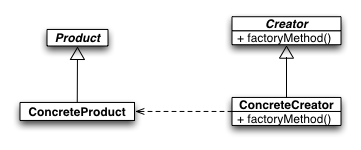 Product
Creator
+ factoryMethod()
ConcreteProduct
ConcreteCreator
+ factoryMethod()